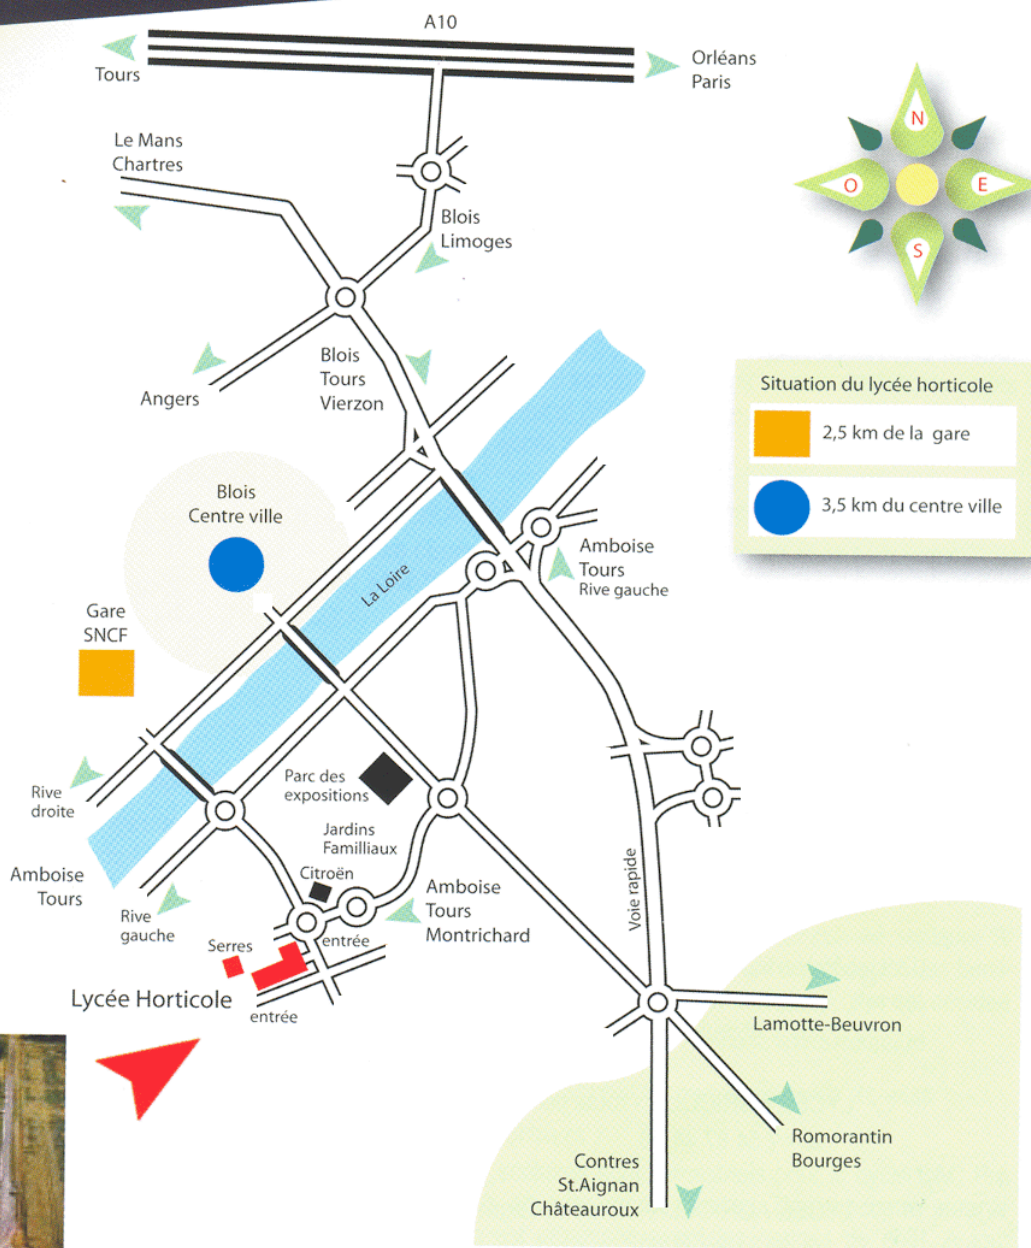 A10
Tours
Orléans
Paris
Le Mans
Chartres
N
O
E
S
Blois
Limoges
Blois
Tours
Vierzon
Angers
Situation du lycée horticole
2,5 km de la gare
3,5 km du centre ville
Blois
Centre ville
La Loire
Amboise
Tours
Rive gauche
Gare
SNCF
Rive
droite
Parc des
expositions
Jardins
Familliaux
Citroën
Amboise
Tours
Rive
gauche
Amboise
Tours
Montrichard
Voie rapide
Serres
entrée
Lycée Horticole
entrée
Lamotte-Beuvron
Romorantin
Bourges
Contres
St.Aignan
Châteauroux